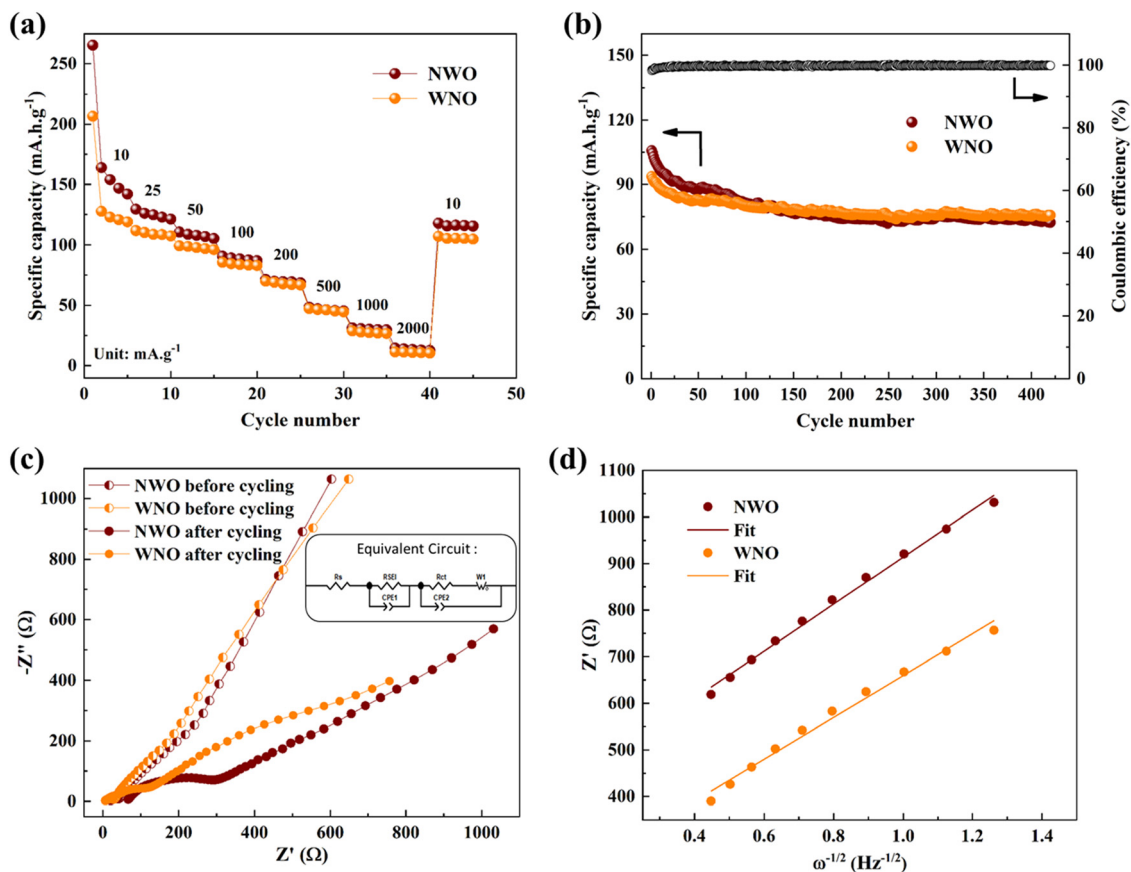 (a)
250
200
150
100
50
0
Specific capacity (mA.h.g⁻¹)
NWO
WNO
10
25
50
100
200
500
1000
2000
10
Unit: mA.g⁻¹
0 10 20 30 40 50
Cycle number
(b)
150
120
90
60
30
0
Specific capacity (mA.h.g⁻¹)
NWO
WNO
100
80
60
40
20
0
Coulombic efficiency (%)
0 50 100 150 200 250 300 350 400
Cycle number
(c)
1000
800
600
400
200
0
-Z" (Ω)
NWO before cycling
WNO before cycling
NWO after cycling
WNO after cycling
Equivalent Circuit :
Rs RSEI Rct W1
CPE1 CPE2
0 200 400 600 800 1000
Z' (Ω)
(d)
1100
1000
900
800
700
600
500
400
Z' (Ω)
NWO
Fit
WNO
Fit
0.4 0.6 0.8 1.0 1.2 1.4
ω⁻¹/² (Hz⁻¹/²)